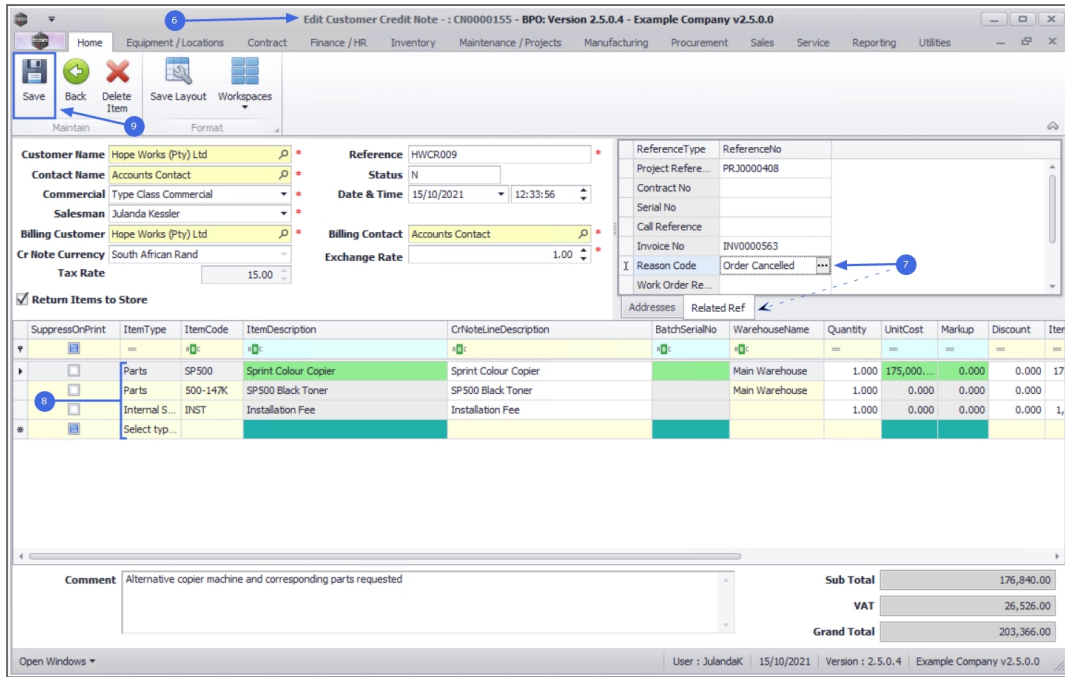 6
Edit Customer Credit Note - : CN0000155 - BPO: Version 2.5.0.4 - Example Company v2.5.0.0
Home Equipment / Locations Contract Finance / HR Inventory Maintenance / Projects Manufacturing Procurement Sales Service Reporting Utilities
Save Back Delete Item Save Layout Workspaces
9
Maintain Format
Customer Name Hope Works (Pty) Ltd * Reference HWCR009 * ReferenceType ReferenceNo
Contact Name Accounts Contact * Status N Project Refere... PRJ0000408
Commercial Type Class Commercial * Date & Time 15/10/2021 12:33:56 Contract No
Salesman Julanda Kessler * Serial No
Call Reference
Billing Customer Hope Works (Pty) Ltd * Billing Contact Accounts Contact * Invoice No INV0000563
Cr Note Currency South African Rand Exchange Rate 1.00 * Reason Code Order Cancelled ... 7
Tax Rate 15.00 Work Order Re...
Return Items to Store Addresses Related Ref
SuppressOnPrint ItemType ItemCode ItemDescription CrNoteLineDescription BatchSerialNo WarehouseName Quantity UnitCost Markup Discount Iter
= = = = = =
Parts SP500 Sprint Colour Copier Sprint Colour Copier Main Warehouse 1.000 175,000.... 0.000 0.000 17
8
Parts 500-147K SP500 Black Toner SP500 Black Toner Main Warehouse 1.000 0.000 0.000 0.000
Internal S... INST Installation Fee Installation Fee 1.000 0.000 0.000 0.000 1,
* Select typ...
Comment Alternative copier machine and corresponding parts requested
Sub Total 176,840.00
VAT 26,526.00
Grand Total 203,366.00
Open Windows User : JulandaK 15/10/2021 Version : 2.5.0.4 Example Company v2.5.0.0